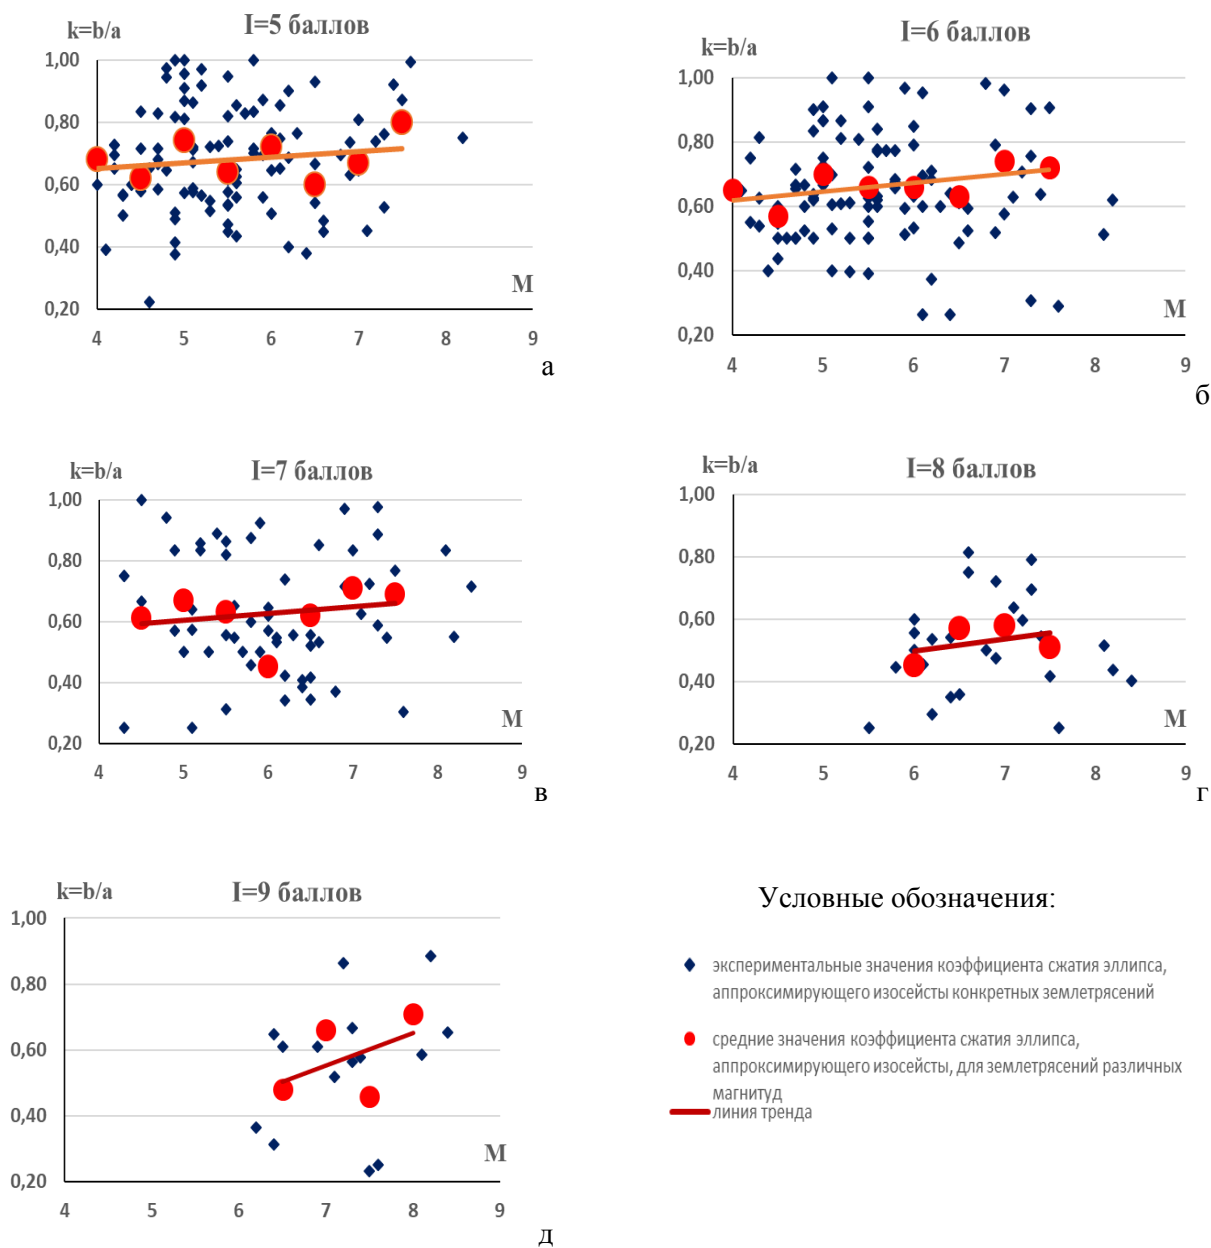 I=5 баллов
k=b/a
1,00
0,80
0,60
0,40
0,20
M
4 5 6 7 8 9
а
I=6 баллов
k=b/a
1,00
0,80
0,60
0,40
0,20
M
4 5 6 7 8 9
б
I=7 баллов
k=b/a
1,00
0,80
0,60
0,40
0,20
M
4 5 6 7 8 9
в
I=8 баллов
k=b/a
1,00
0,80
0,60
0,40
0,20
M
4 5 6 7 8 9
г
I=9 баллов
k=b/a
1,00
0,80
0,60
0,40
0,20
M
4 5 6 7 8 9
д
Условные обозначения:
экспериментальные значения коэффициента сжатия эллипса,
аппроксимирующего изосейсты конкретных землетрясений
средние значения коэффициента сжатия эллипса,
аппроксимирующего изосейсты, для землетрясений различных
магнитуд
линия тренда